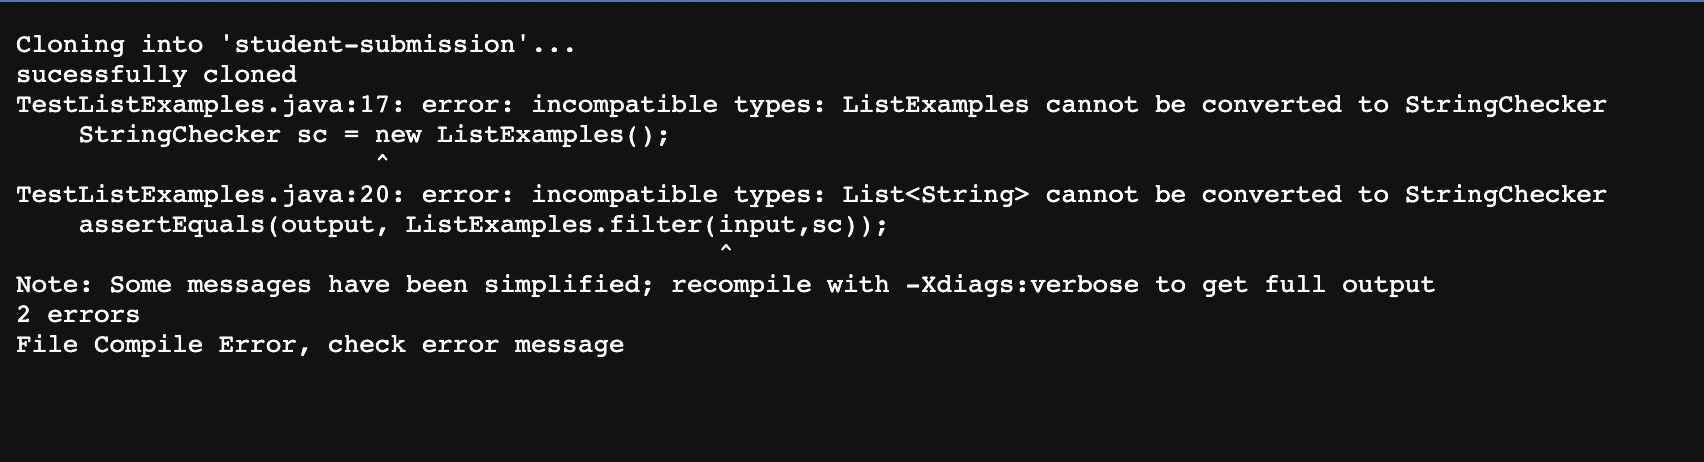 Cloning into 'student-submission'...
sucessfully cloned
TestListExamples.java:17: error: incompatible types: ListExamples cannot be converted to StringChecker
    StringChecker sc = new ListExamples();
                       ^
TestListExamples.java:20: error: incompatible types: List<String> cannot be converted to StringChecker
    assertEquals(output, ListExamples.filter(input,sc));
                                             ^
Note: Some messages have been simplified; recompile with -Xdiags:verbose to get full output
2 errors
File Compile Error, check error message